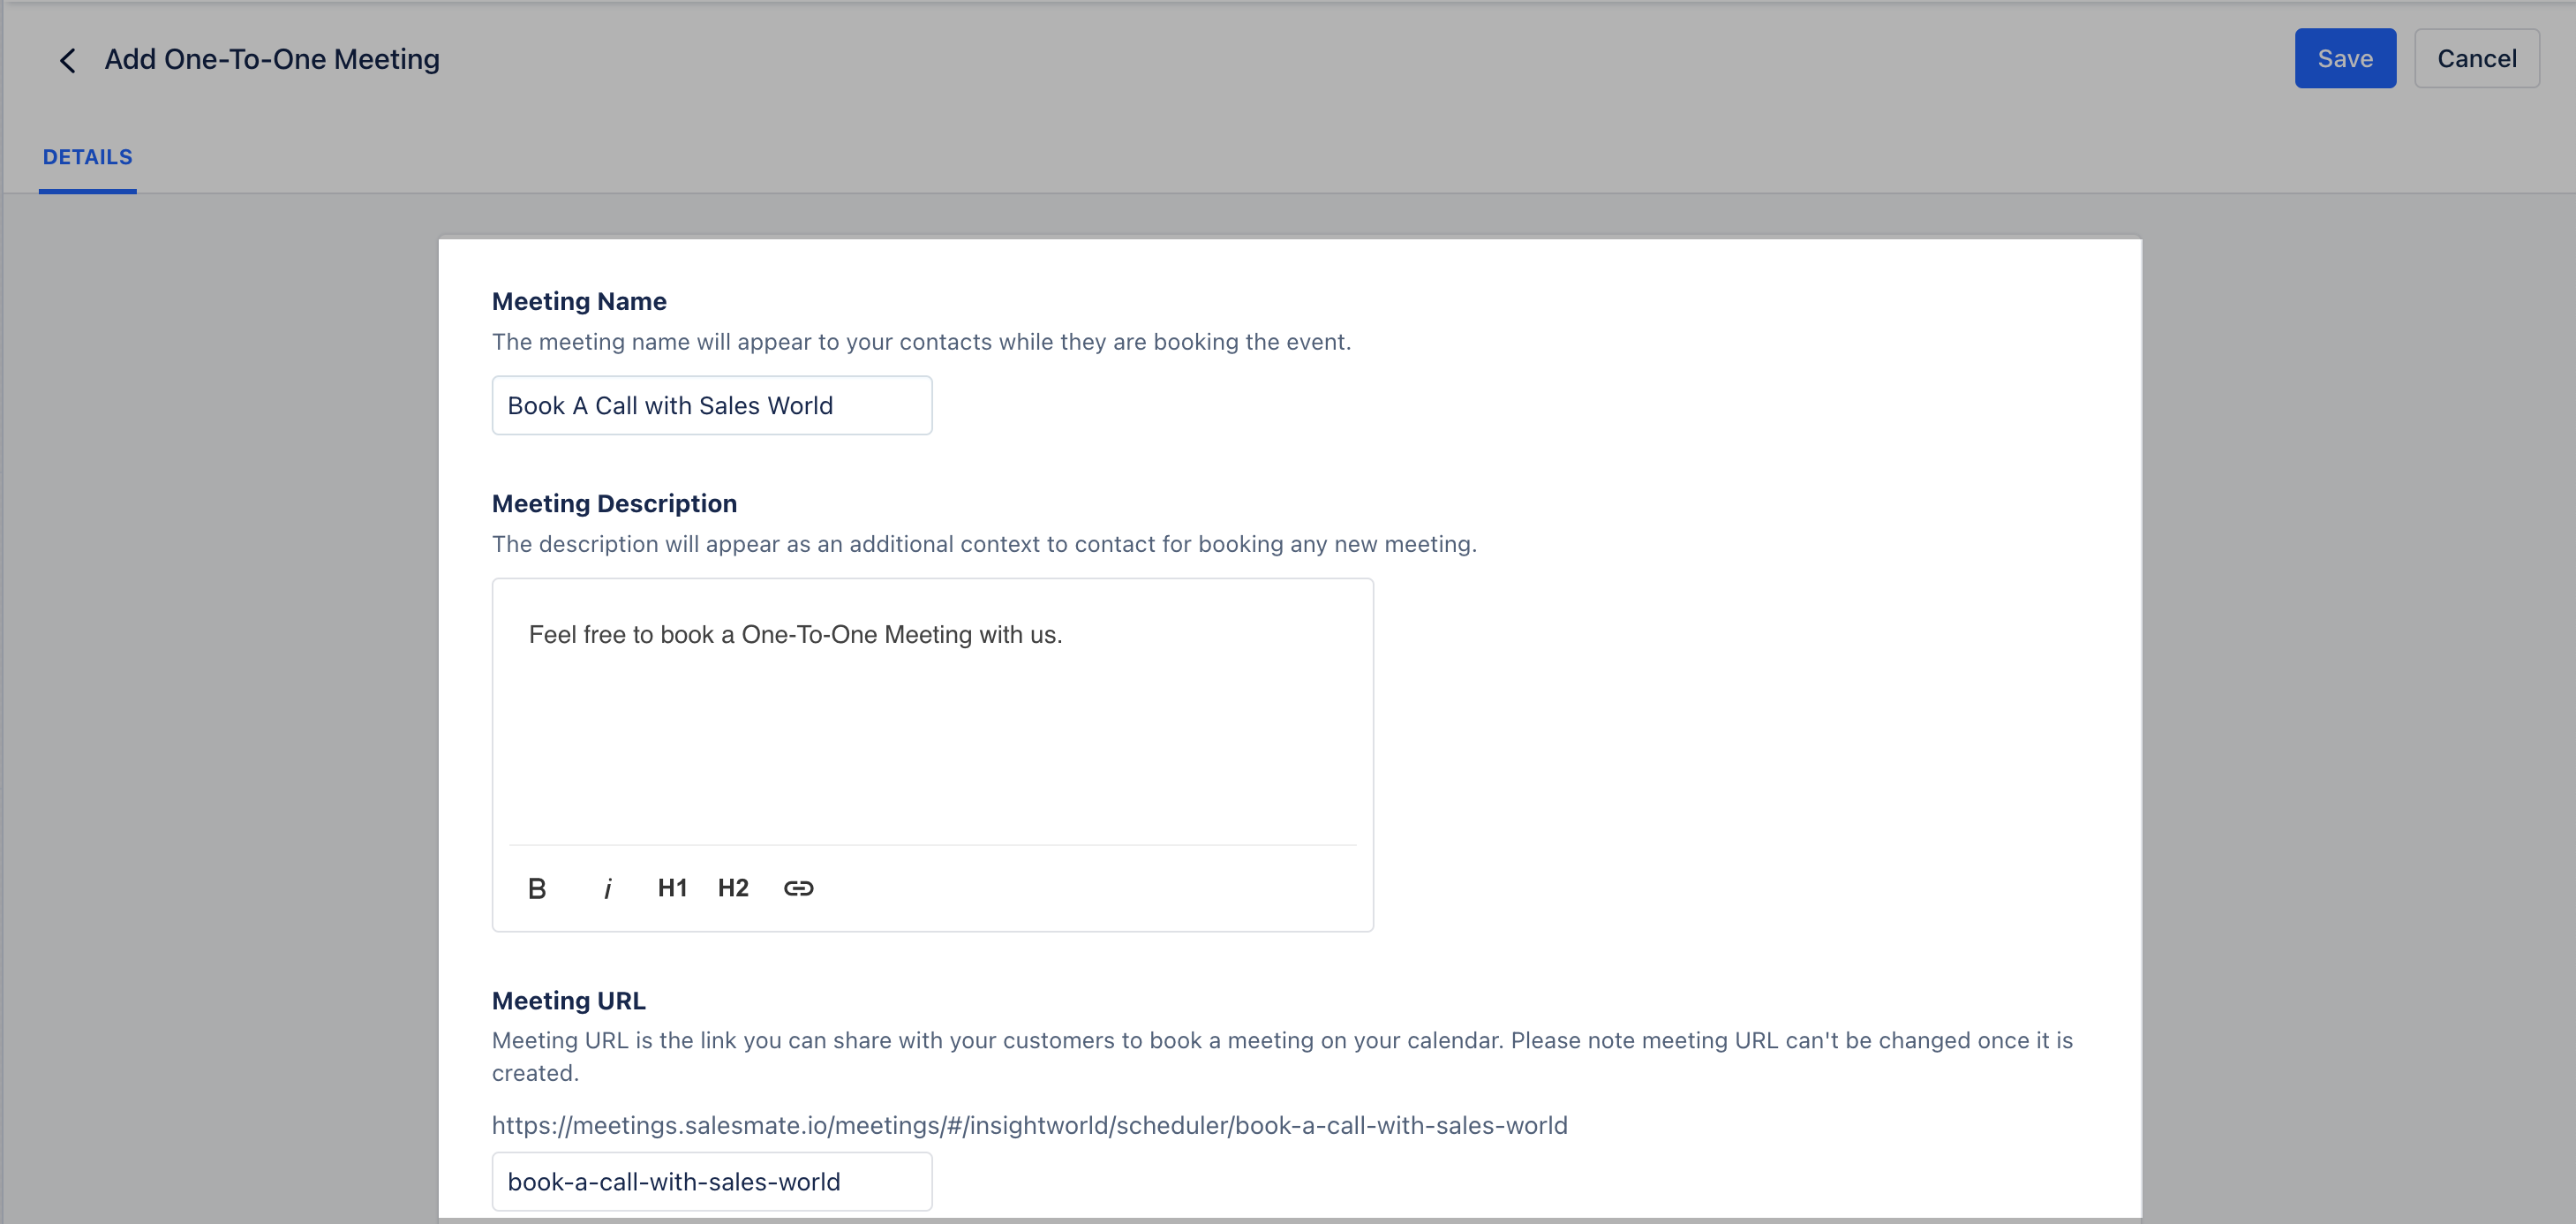 Add One-To-One Meeting
Save
Cancel
DETAILS
Meeting Name
The meeting name will appear to your contacts while they are booking the event.
Book A Call with Sales World
Meeting Description
The description will appear as an additional context to contact for booking any new meeting.
Feel free to book a One-To-One Meeting with us.
B i H1 H2
Meeting URL
Meeting URL is the link you can share with your customers to book a meeting on your calendar. Please note meeting URL can't be changed once it is
created.
https://meetings.salesmate.io/meetings/#/insightworld/scheduler/book-a-call-with-sales-world
book-a-call-with-sales-world